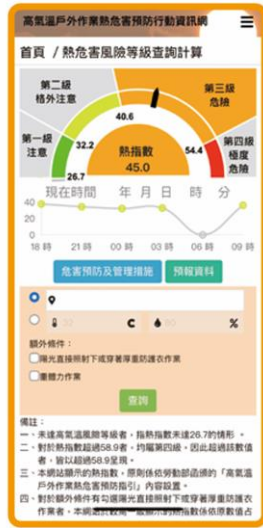 高氣溫戶外作業熱危害預防行動資訊網
首頁 / 熱危害風險等級查詢計算
第二級
格外注意
第三級
危險
40.6
第一級
注意
32.2
熱指數
45.0
54.4
第四級
極度
危險
26.7
現在時間 年 月 日 時 分
40
20
0
18 時 21 時 00 時 03 時 06 時 09 時
危害預防及管理措施 預報資料
C %
額外條件：
陽光直接照射下或穿著厚重防護衣作業
重體力作業
查詢
備註：
一、未達高氣溫風險等級者，指熱指數未達26.7的情形。
二、對於熱指數超過58.9者，均屬第四級。因此超過該數值
者，皆以超過58.9呈現。
三、本網站顯示的熱指數，原則係依勞動部函頒的「高氣溫
戶外作業熱危害預防指引」內容設置。
四、對於額外條件有勾選陽光直接照射下或穿著厚重防護衣
作業者，本網站